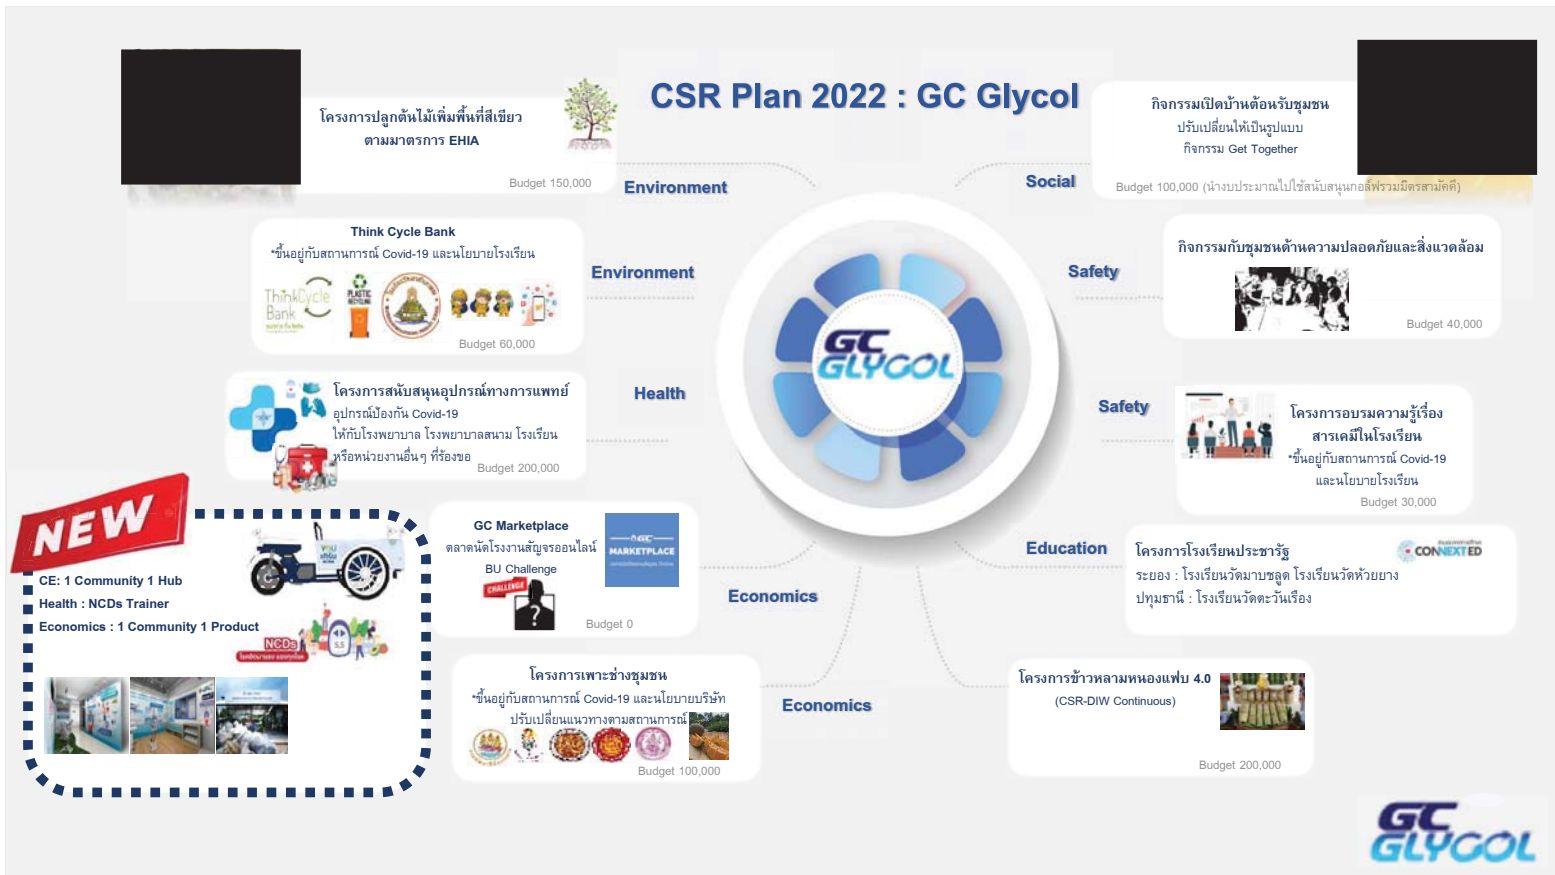 CSR Plan 2022 : GC Glycol
โครงการปลูกต้นไม้เพิ่มพื้นที่สีเขียว
ตามมาตรการ EHIA
Budget 150,000
Environment
Think Cycle Bank
*ขึ้นอยู่กับสถานการณ์ Covid-19 และนโยบายโรงเรียน
ThinkCycle
Bank
PLASTIC
RECYCLING
Budget 60,000
Environment
โครงการสนับสนุนอุปกรณ์ทางการแพทย์
อุปกรณ์ป้องกัน Covid-19
ให้กับโรงพยาบาล โรงพยาบาลสนาม โรงเรียน
หรือหน่วยงานอื่นๆ ที่ร้องขอ
Budget 200,000
Health
NEW
CE: 1 Community 1 Hub
Health : NCDs Trainer
Economics : 1 Community 1 Product
YOU
NCDs
5.5
GC Marketplace
ตลาดนัดโรงงานสัญจรออนไลน์
BU Challenge
GC
MARKETPLACE
CHALLENGE
?
Budget 0
Economics
โครงการเพาะช่างชุมชน
*ขึ้นอยู่กับสถานการณ์ Covid-19 และนโยบายบริษัท
ปรับเปลี่ยนแนวทางตามสถานการณ์
Budget 100,000
Economics
GC
GLYCOL
กิจกรรมเปิดบ้านต้อนรับชุมชน
ปรับเปลี่ยนให้เป็นรูปแบบ
กิจกรรม Get Together
Budget 100,000 (นำงบประมาณไปใช้สนับสนุนกอล์ฟรวมมิตรสามัคคี)
Social
กิจกรรมกับชุมชนด้านความปลอดภัยและสิ่งแวดล้อม
Budget 40,000
Safety
โครงการอบรมความรู้เรื่อง
สารเคมีในโรงเรียน
*ขึ้นอยู่กับสถานการณ์ Covid-19
และนโยบายโรงเรียน
Budget 30,000
Safety
Education
โครงการโรงเรียนประชารัฐ
ระยอง : โรงเรียนวัดมาบชลูด โรงเรียนวัดห้วยยาง
ปทุมธานี : โรงเรียนวัดตะวันเรือง
CONNEXT ED
โครงการข้าวหลามหนองแฟบ 4.0
(CSR-DIW Continuous)
Budget 200,000
GC
GLYCOL